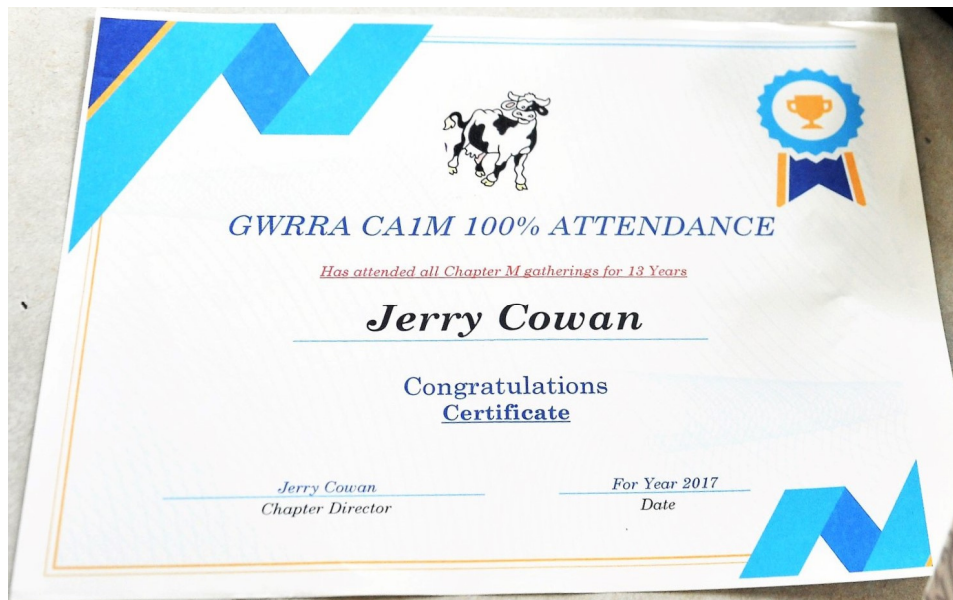 GWRRA CA1M 100% ATTENDANCE
Has attended all Chapter M gatherings for 13 Years
Jerry Cowan
Congratulations
Certificate
Jerry Cowan
Chapter Director
For Year 2017
Date